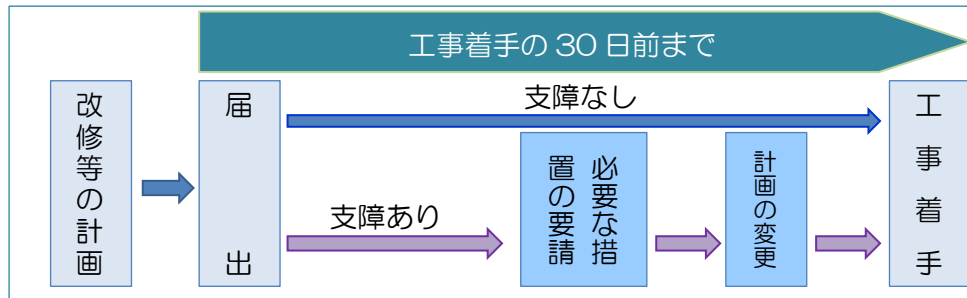 工事着手の 30 日前まで
改修等の計画
届出
支障なし
支障あり
必要な措
置の要請
計画の変更
工事着手